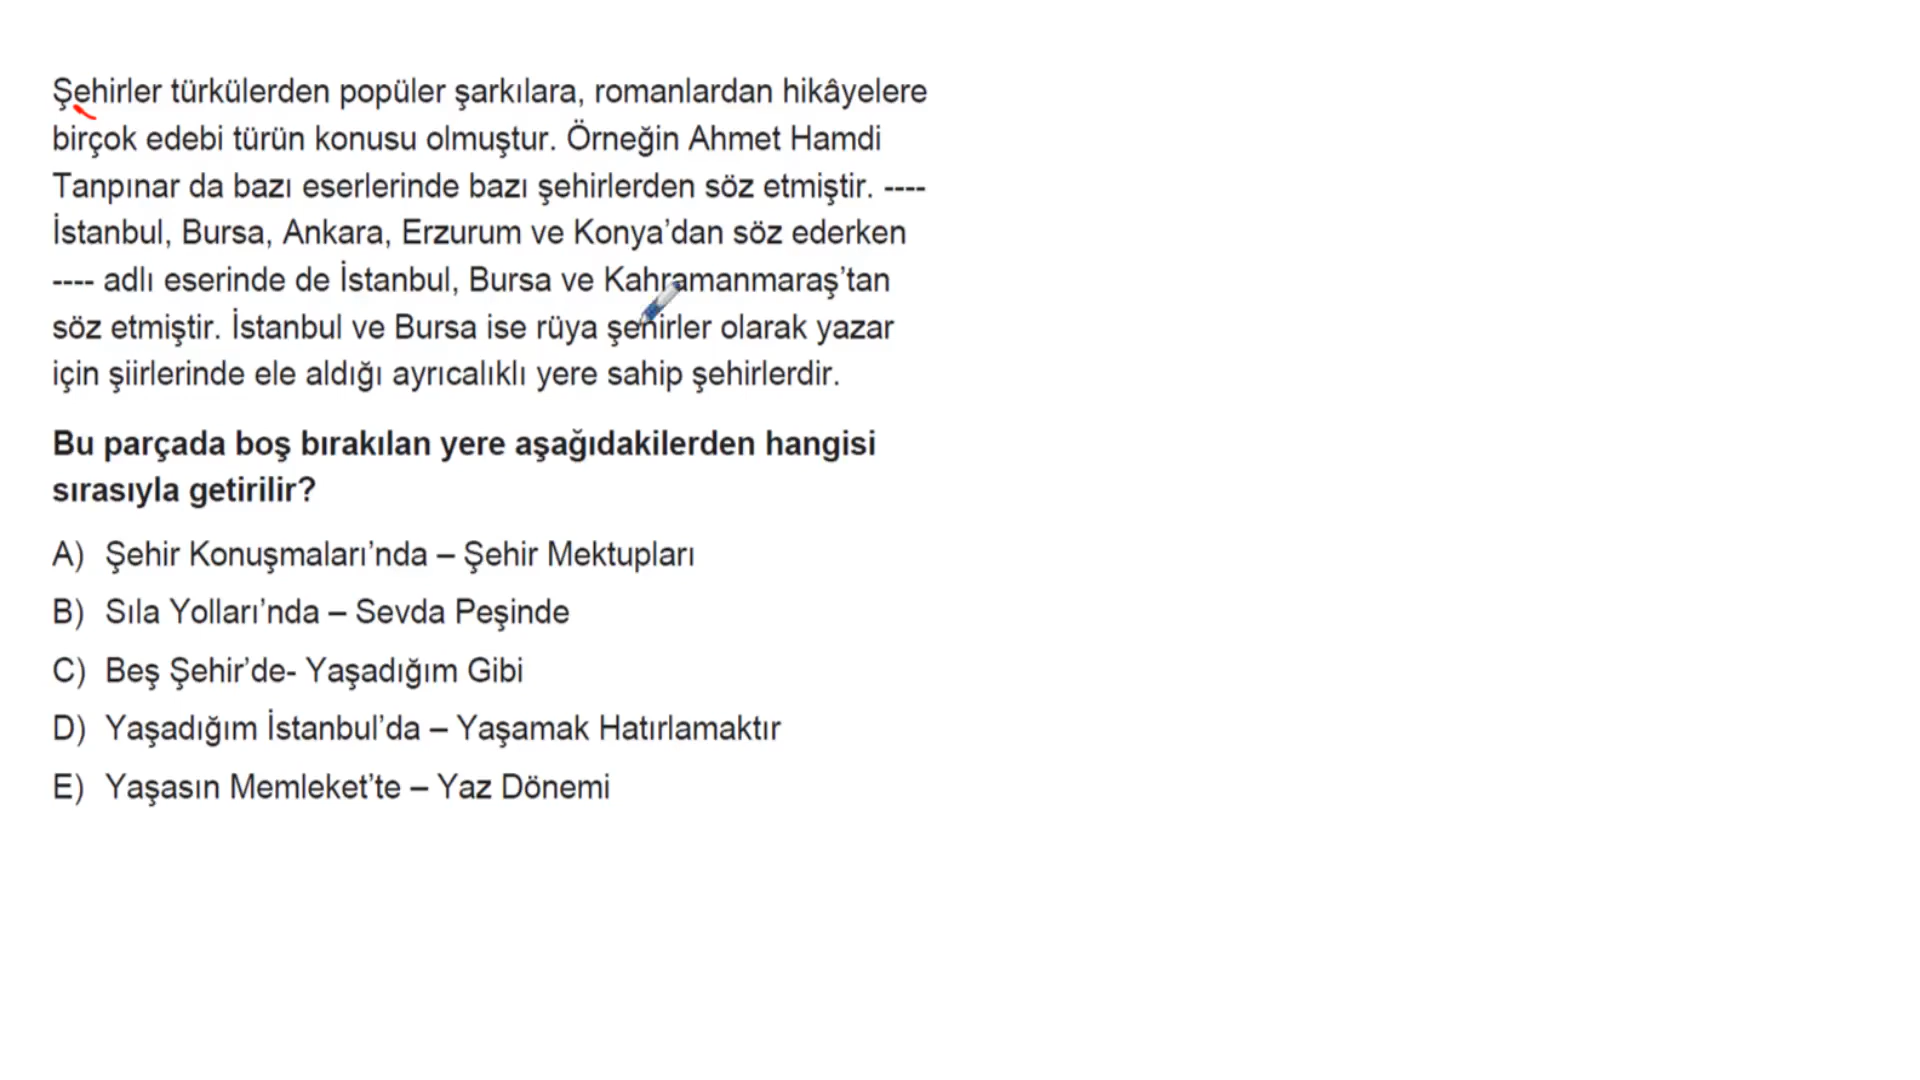 Şehirler türkülerden popüler şarkılara, romanlardan hikâyelere
birçok edebi türün konusu olmuştur. Örneğin Ahmet Hamdi
Tanpınar da bazı eserlerinde bazı şehirlerden söz etmiştir. ----
İstanbul, Bursa, Ankara, Erzurum ve Konya’dan söz ederken
---- adlı eserinde de İstanbul, Bursa ve Kahramanmaraş’tan
söz etmiştir. İstanbul ve Bursa ise rüya şehirler olarak yazar
için şiirlerinde ele aldığı ayrıcalıklı yere sahip şehirlerdir.
Bu parçada boş bırakılan yere aşağıdakilerden hangisi
sırasıyla getirilir?
A) Şehir Konuşmaları’nda – Şehir Mektupları
B) Sıla Yolları’nda – Sevda Peşinde
C) Beş Şehir’de- Yaşadığım Gibi
D) Yaşadığım İstanbul’da – Yaşamak Hatırlamaktır
E) Yaşasın Memleket’te – Yaz Dönemi